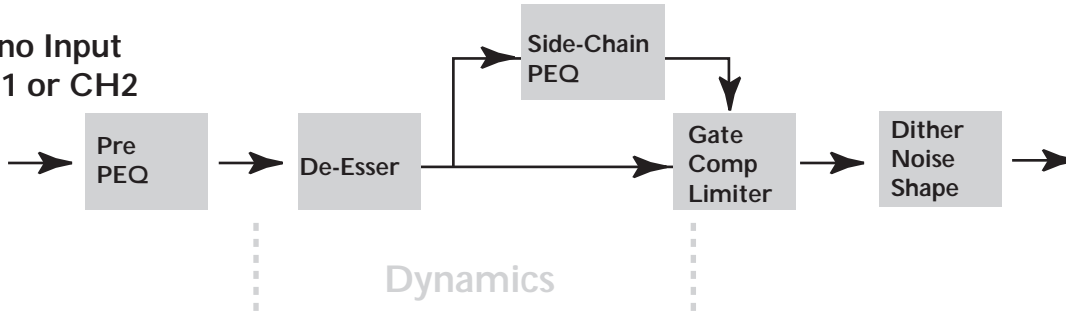 no Input
1 or CH2
Pre
PEQ
De-Esser
Side-Chain
PEQ
Gate
Comp
Limiter
Dither
Noise
Shape
Dynamics